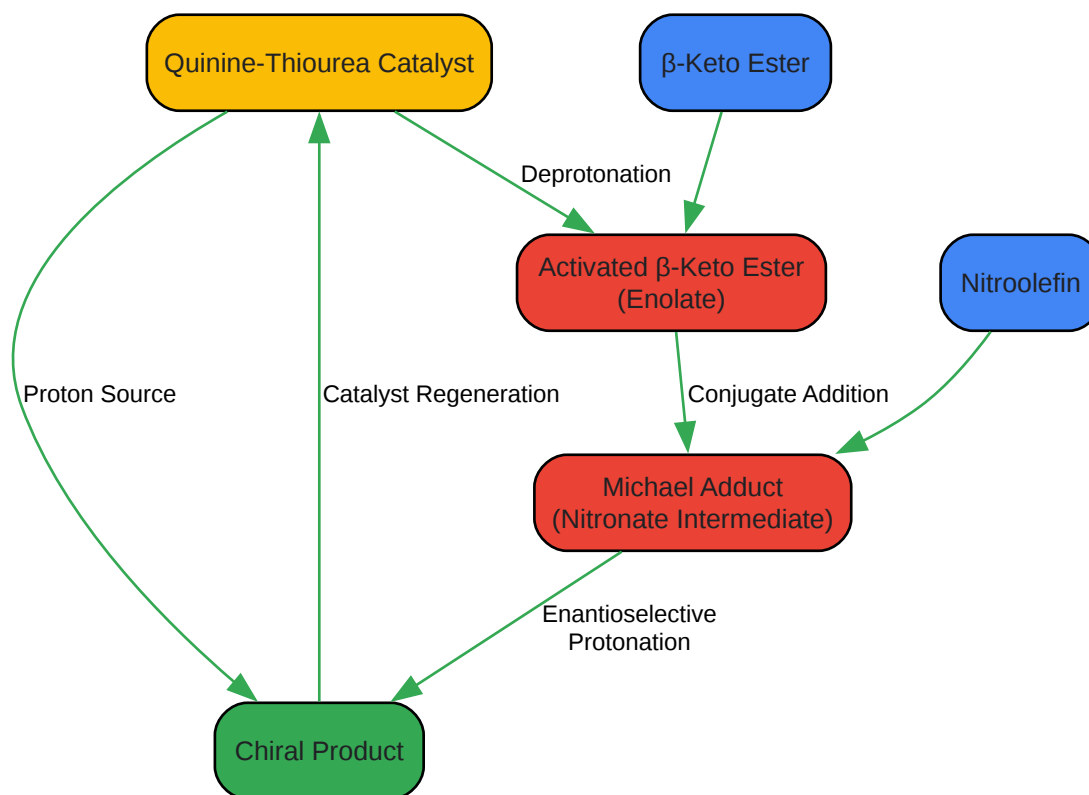 Quinine-Thiourea Catalyst
β-Keto Ester
Deprotonation
Activated β-Keto Ester
(Enolate)
Nitroolefin
Proton Source
Catalyst Regeneration
Conjugate Addition
Michael Adduct
(Nitronate Intermediate)
Enantioselective
Protonation
Chiral Product